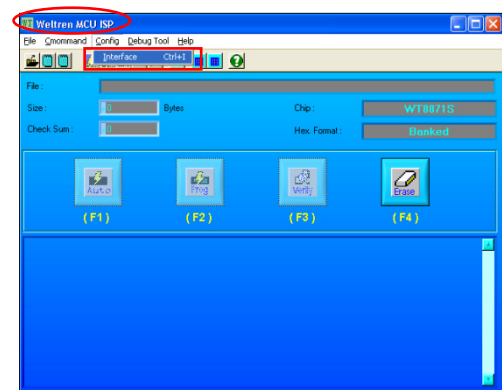 Weltren MCU ISP
File Cmommand Config Debug Tool Help
Interface Ctrl+I
File :
Size : 0 Bytes Chip : WT8871S
Check Sum : 0 Hex. Format : Banked
Auto Prog Verify Erase
( F1 ) ( F2 ) ( F3 ) ( F4 )